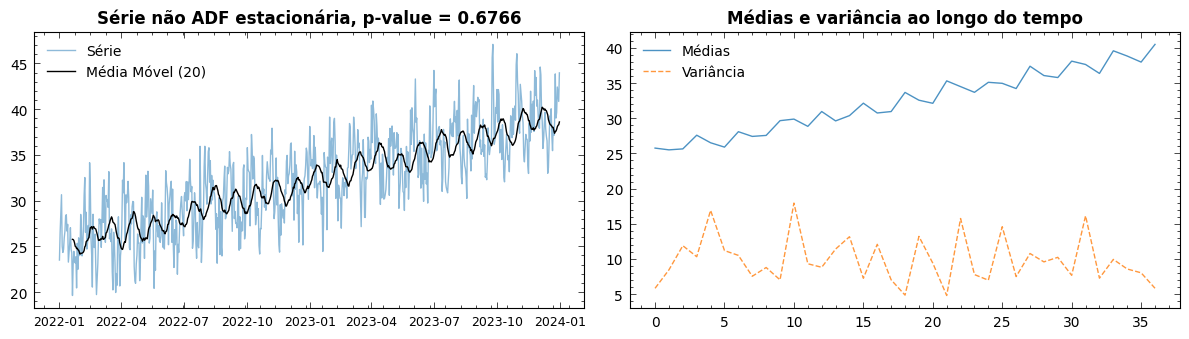 Série não ADF estacionária, p-value = 0.6766
Série
Média Móvel (20)
45
40
35
30
25
20
2022-01 2022-04 2022-07 2022-10 2023-01 2023-04 2023-07 2023-10 2024-01
Médias e variância ao longo do tempo
Médias
Variância
40
35
30
25
20
15
10
5
0 5 10 15 20 25 30 35